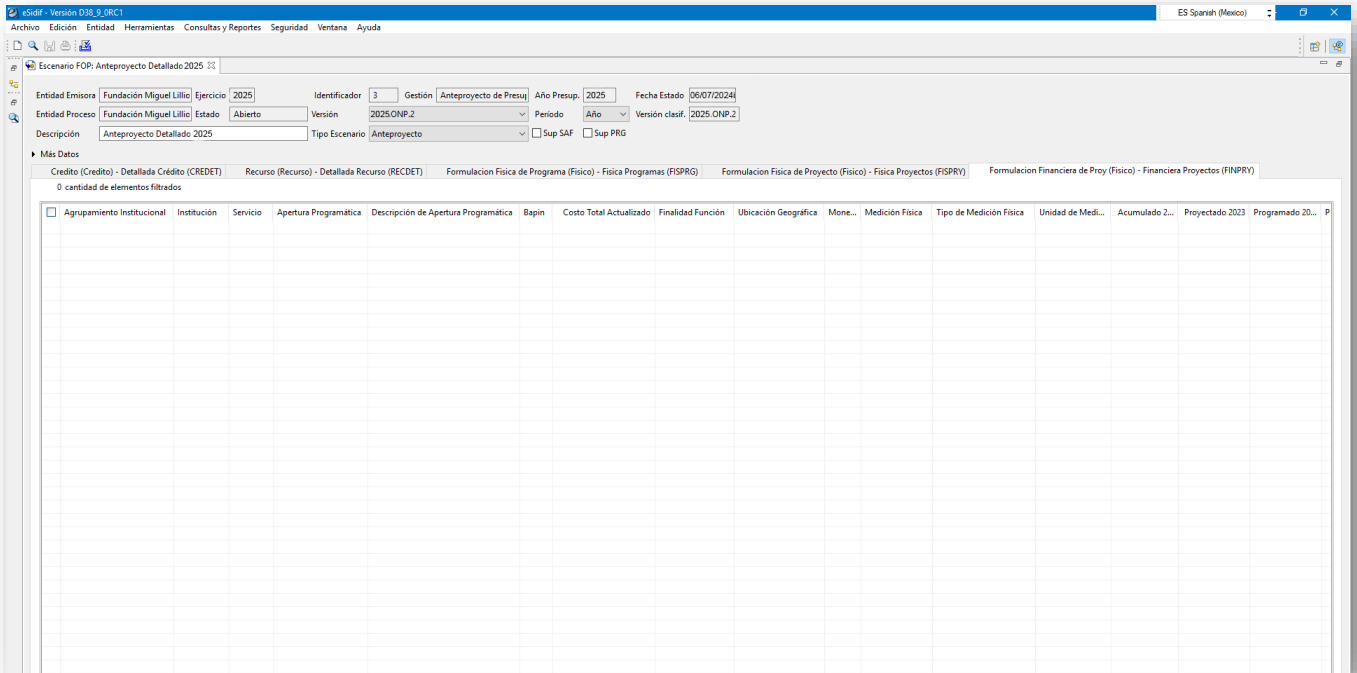 eSidif - Versión D38_9_0RC1 ES Spanish (Mexico)
Archivo Edición Entidad Herramientas Consultas y Reportes Seguridad Ventana Ayuda
Escenario FOP: Anteproyecto Detallado 2025
Entidad Emisora Fundación Miguel Lillio Ejercicio 2025 Identificador 3 Gestión Anteproyecto de Presu Año Presup. 2025 Fecha Estado 06/07/2024
Entidad Proceso Fundación Miguel Lillio Estado Abierto Versión 2025.ONP.2 Período Año Versión clasif. 2025.ONP.2
Descripción Anteproyecto Detallado 2025 Tipo Escenario Anteproyecto Sup SAF Sup PRG
Más Datos
Credito (Credito) - Detallada Crédito (CREDET) Recurso (Recurso) - Detallada Recurso (RECDET) Formulacion Fisica de Programa (Fisico) - Fisica Programas (FISPRG) Formulacion Fisica de Proyecto (Fisico) - Fisica Proyectos (FISPRY) Formulacion Financiera de Proy (Fisico) - Financiera Proyectos (FINPRY)
0 cantidad de elementos filtrados
Agrupamiento Institucional Institución Servicio Apertura Programática Descripción de Apertura Programática Bapin Costo Total Actualizado Finalidad Función Ubicación Geográfica Mone... Medición Física Tipo de Medición Física Unidad de Medi... Acumulado 2... Proyectado 2023 Programado 20... P